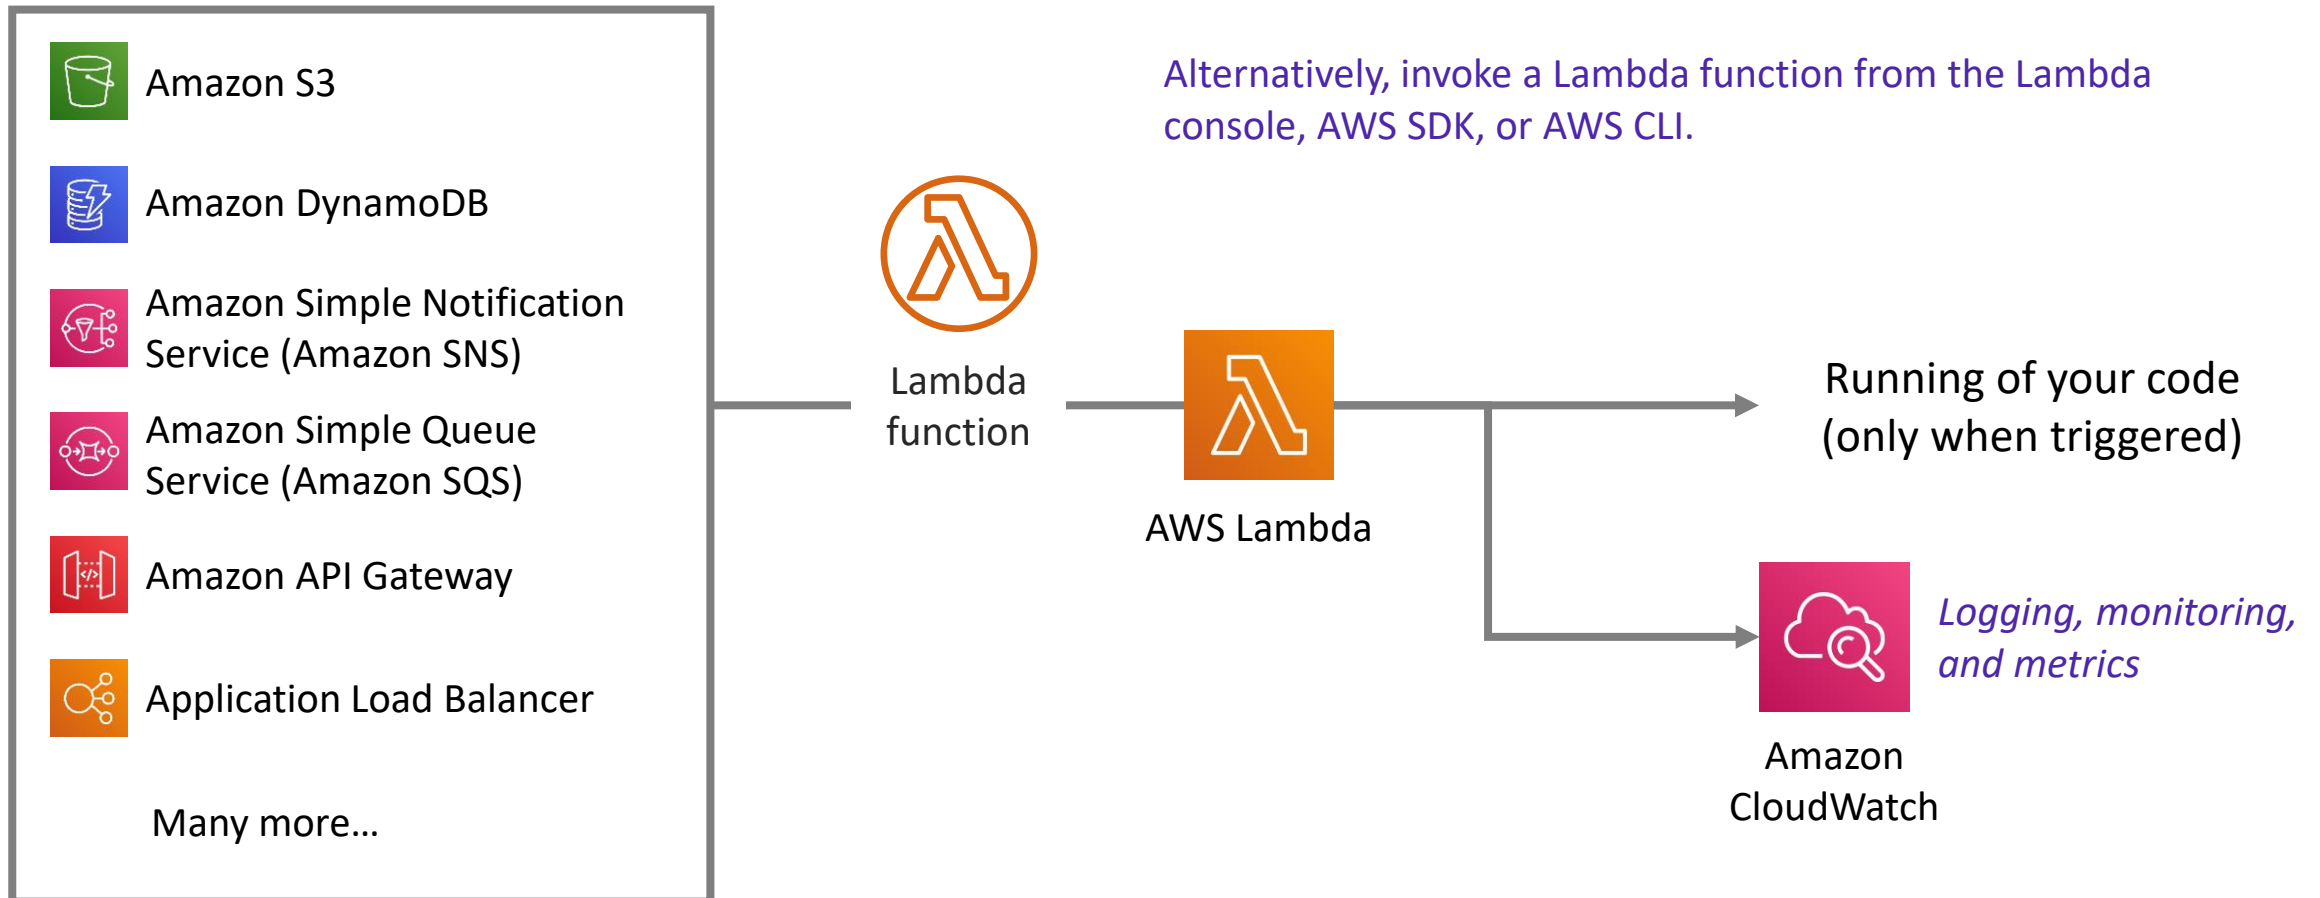 Amazon S3
Amazon DynamoDB
Amazon Simple Notification
Service (Amazon SNS)
Amazon Simple Queue
Service (Amazon SQS)
Amazon API Gateway
</>
Application Load Balancer
Many more…
Alternatively, invoke a Lambda function from the Lambda
console, AWS SDK, or AWS CLI.
Lambda
function
AWS Lambda
Running of your code
(only when triggered)
Logging, monitoring,
and metrics
Amazon
CloudWatch